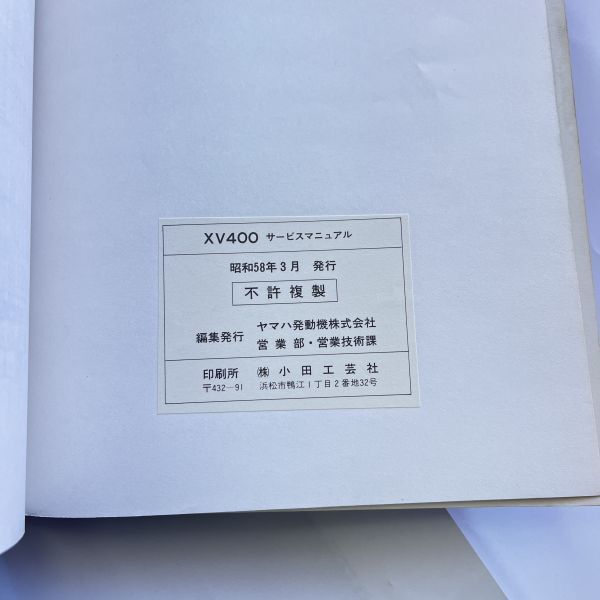 XV400 サービスマニュアル
昭和58年3月 発行
不許複製
編集発行 ヤマハ発動機株式会社
営業部・営業技術課
印刷所 ㈱ 小田工芸社
〒432-91 浜松市鴨江1丁目2番地32号